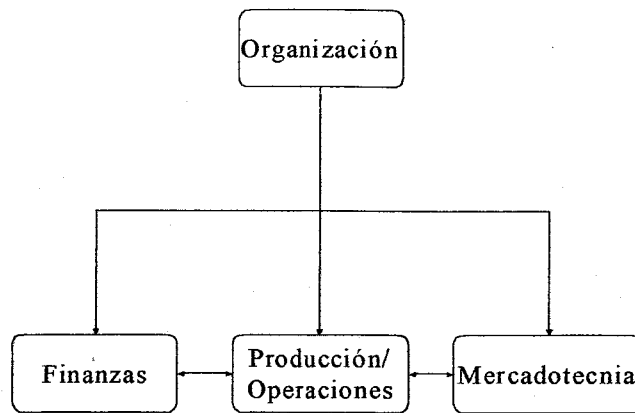 Organización
Finanzas
Producción/
Operaciones
Mercadotecnia